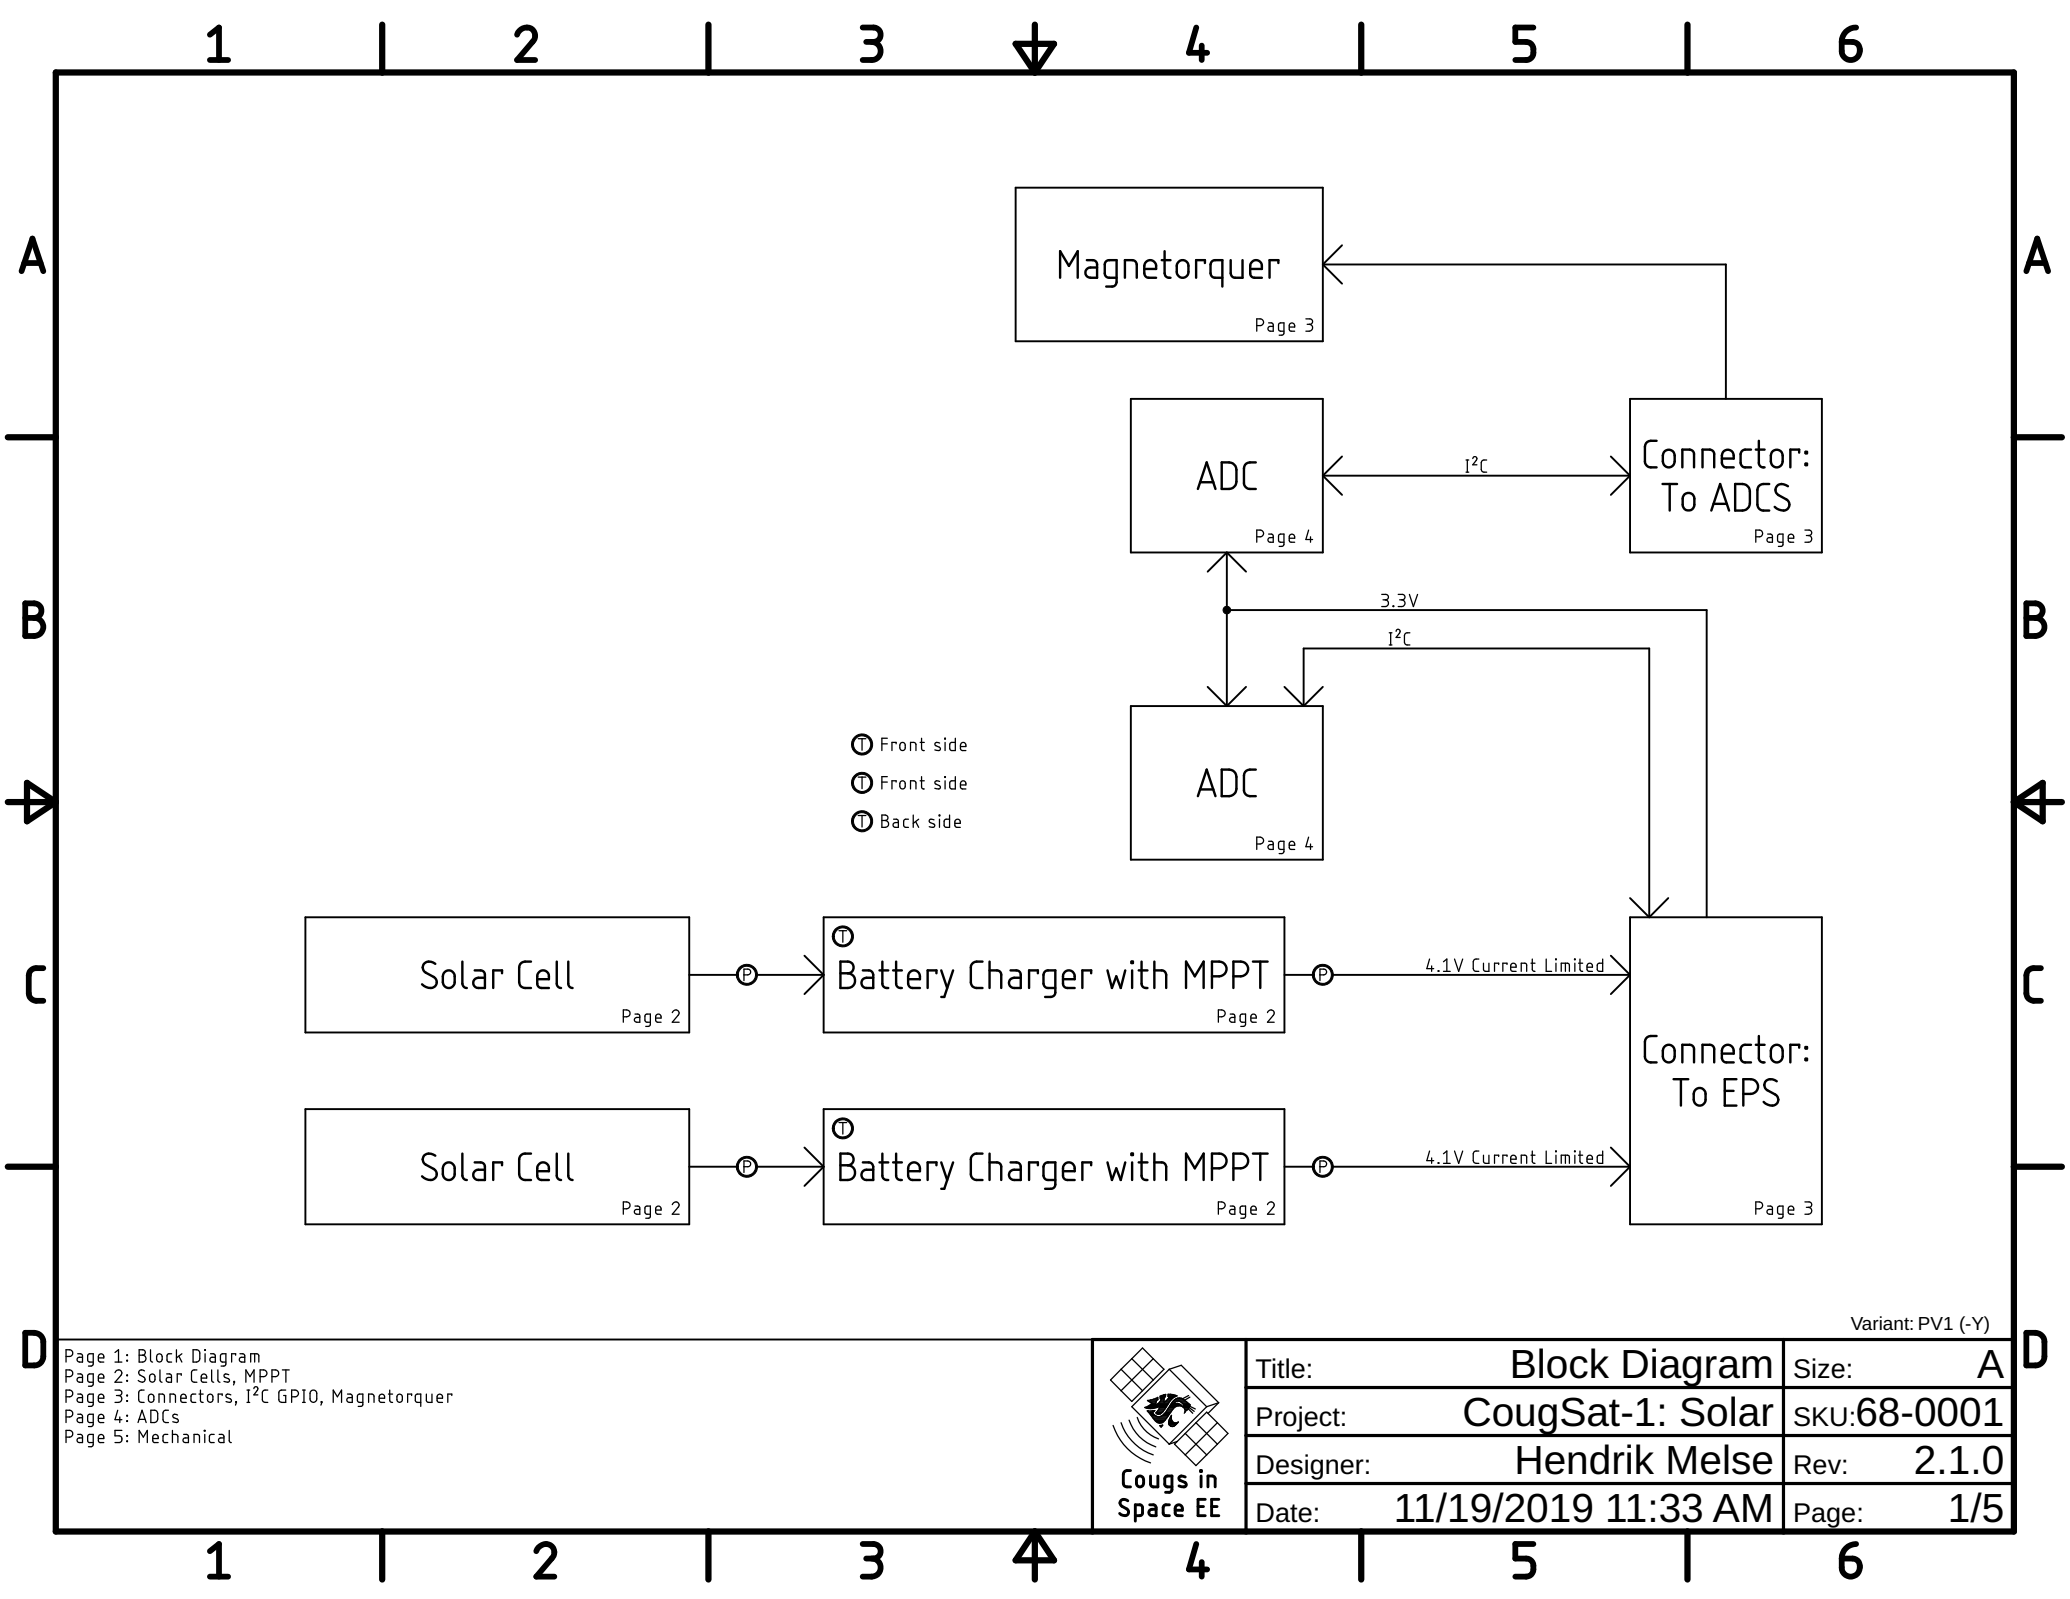 1 2 3 4 5 6
A A
Magnetorquer
Page 3
ADC
Page 4
I²C
Connector:
To ADCS
Page 3
B B
3.3V
I²C
Ⓣ Front side
Ⓣ Front side
Ⓣ Back side
ADC
Page 4
C C
Solar Cell
Page 2
P
T
Battery Charger with MPPT
Page 2
P
4.1V Current Limited
Connector:
To EPS
Page 3
Solar Cell
Page 2
P
T
Battery Charger with MPPT
Page 2
P
4.1V Current Limited
Variant: PV1 (-Y)
D D
Page 1: Block Diagram
Page 2: Solar Cells, MPPT
Page 3: Connectors, I²C GPIO, Magnetorquer
Page 4: ADCs
Page 5: Mechanical
Cougs in
Space EE
Title: Block Diagram Size: A
Project: CougSat-1: Solar SKU:68-0001
Designer: Hendrik Melse Rev: 2.1.0
Date: 11/19/2019 11:33 AM Page: 1/5
1 2 3 4 5 6